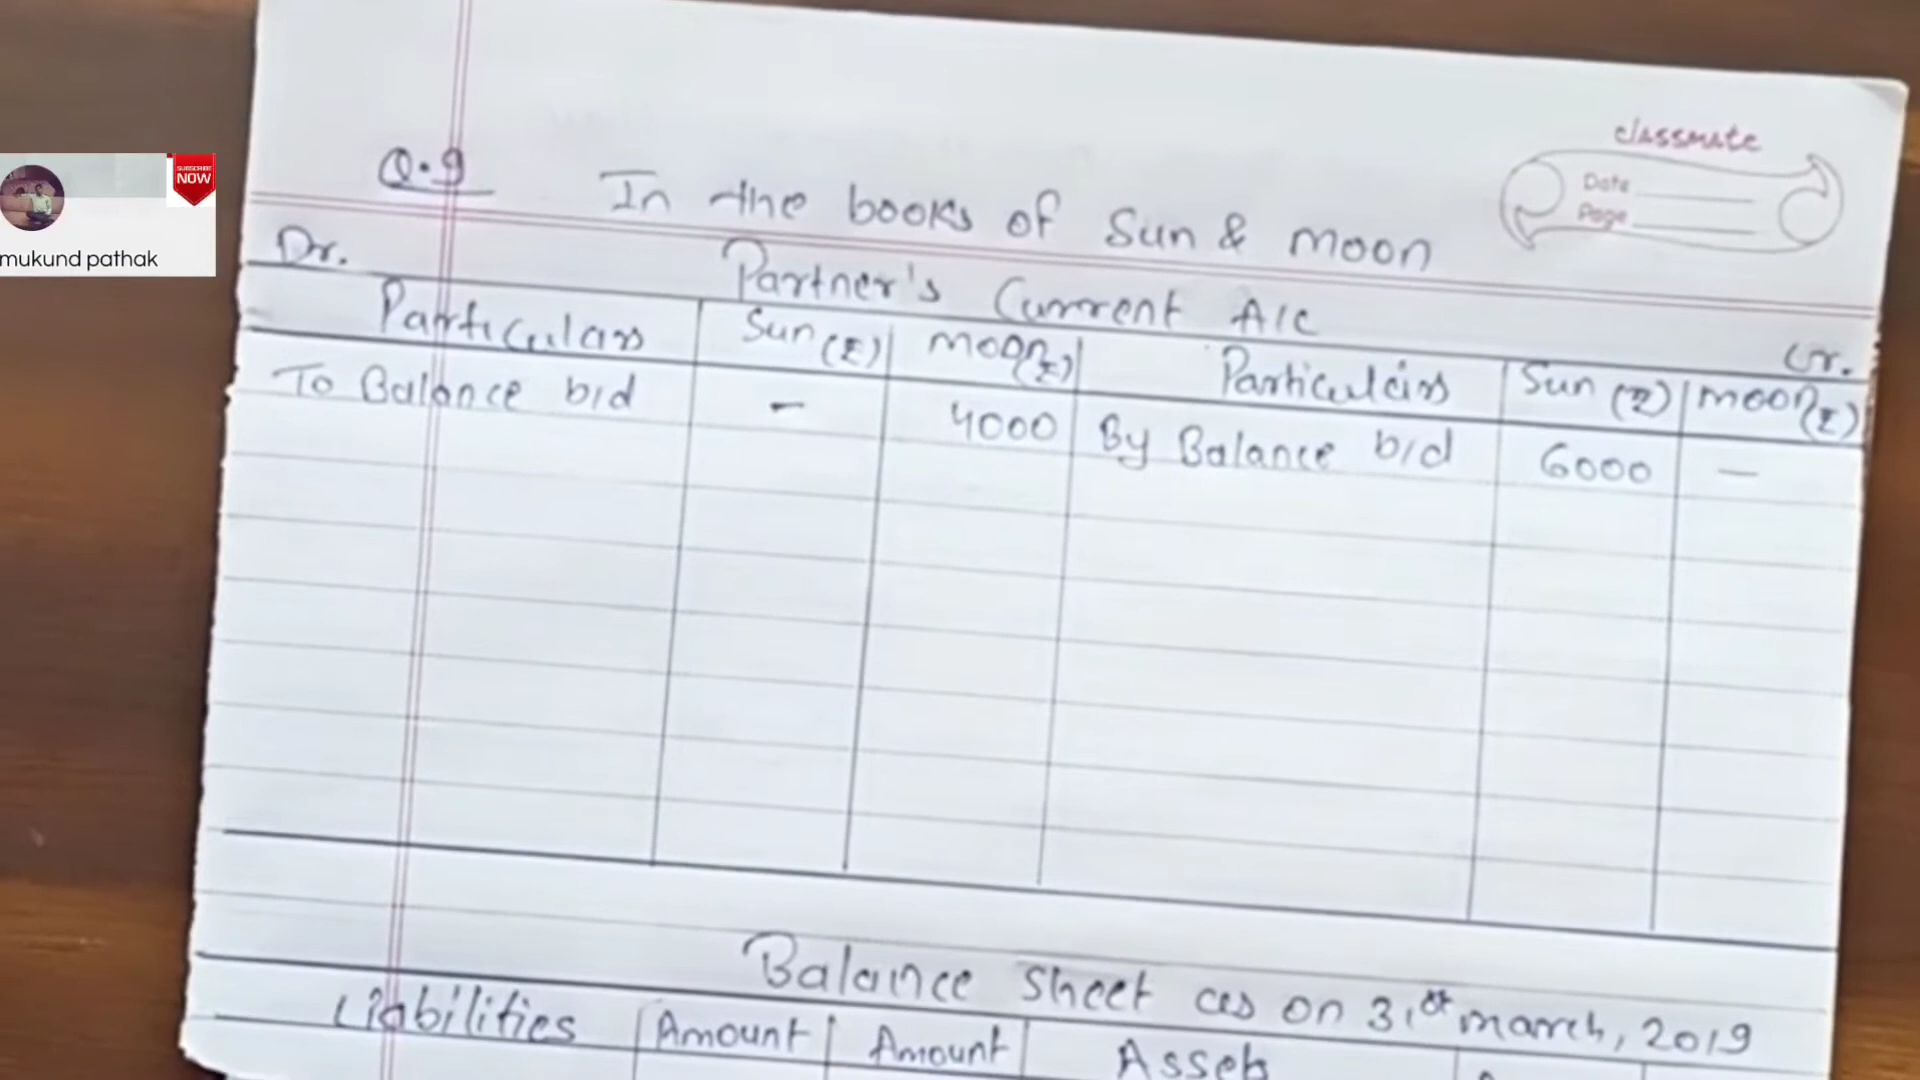 classmate
Date
Page
SUBSCRIBE
NOW
mukund pathak
Q.9 In the books of Sun & moon
Dr. Partner's Current A/c Cr.
Particulars Sun (₹) moon (₹) Particulars Sun (₹) moon (₹)
To Balance b/d - 4000 By Balance b/d 6000 -
Balance Sheet as on 31st march, 2019
Liabilities Amount Amount Assets